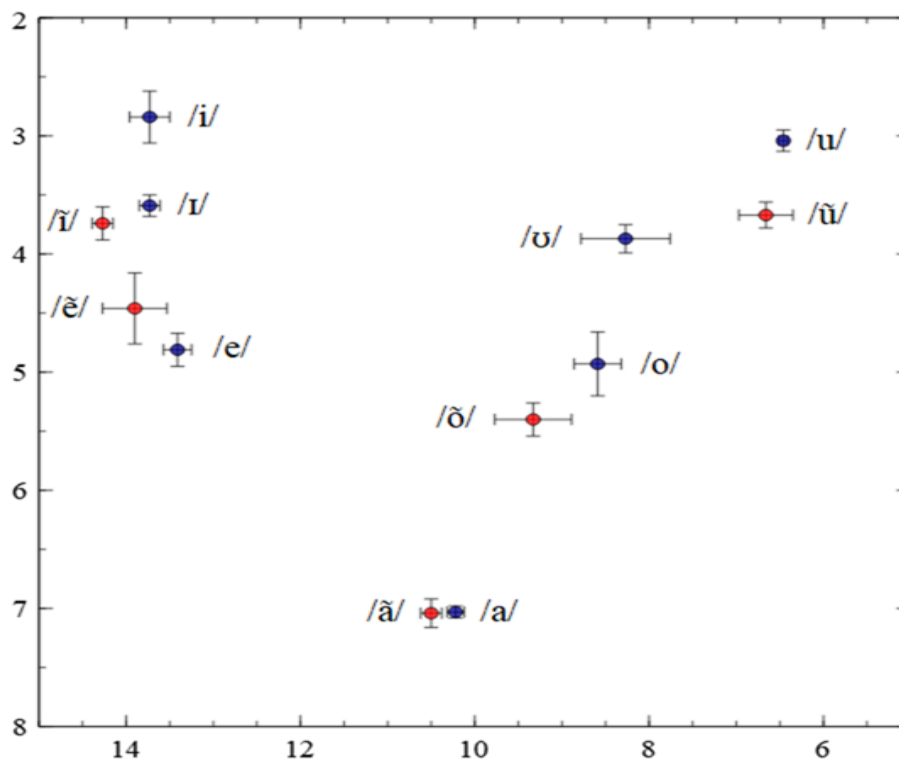 2
/i/
3
/u/
/ɪ/
/ĩ/
/ũ/
4
/ʊ/
/ẽ/
/e/
5
/o/
/õ/
6
7
/ã/ /a/
8
14 12 10 8 6